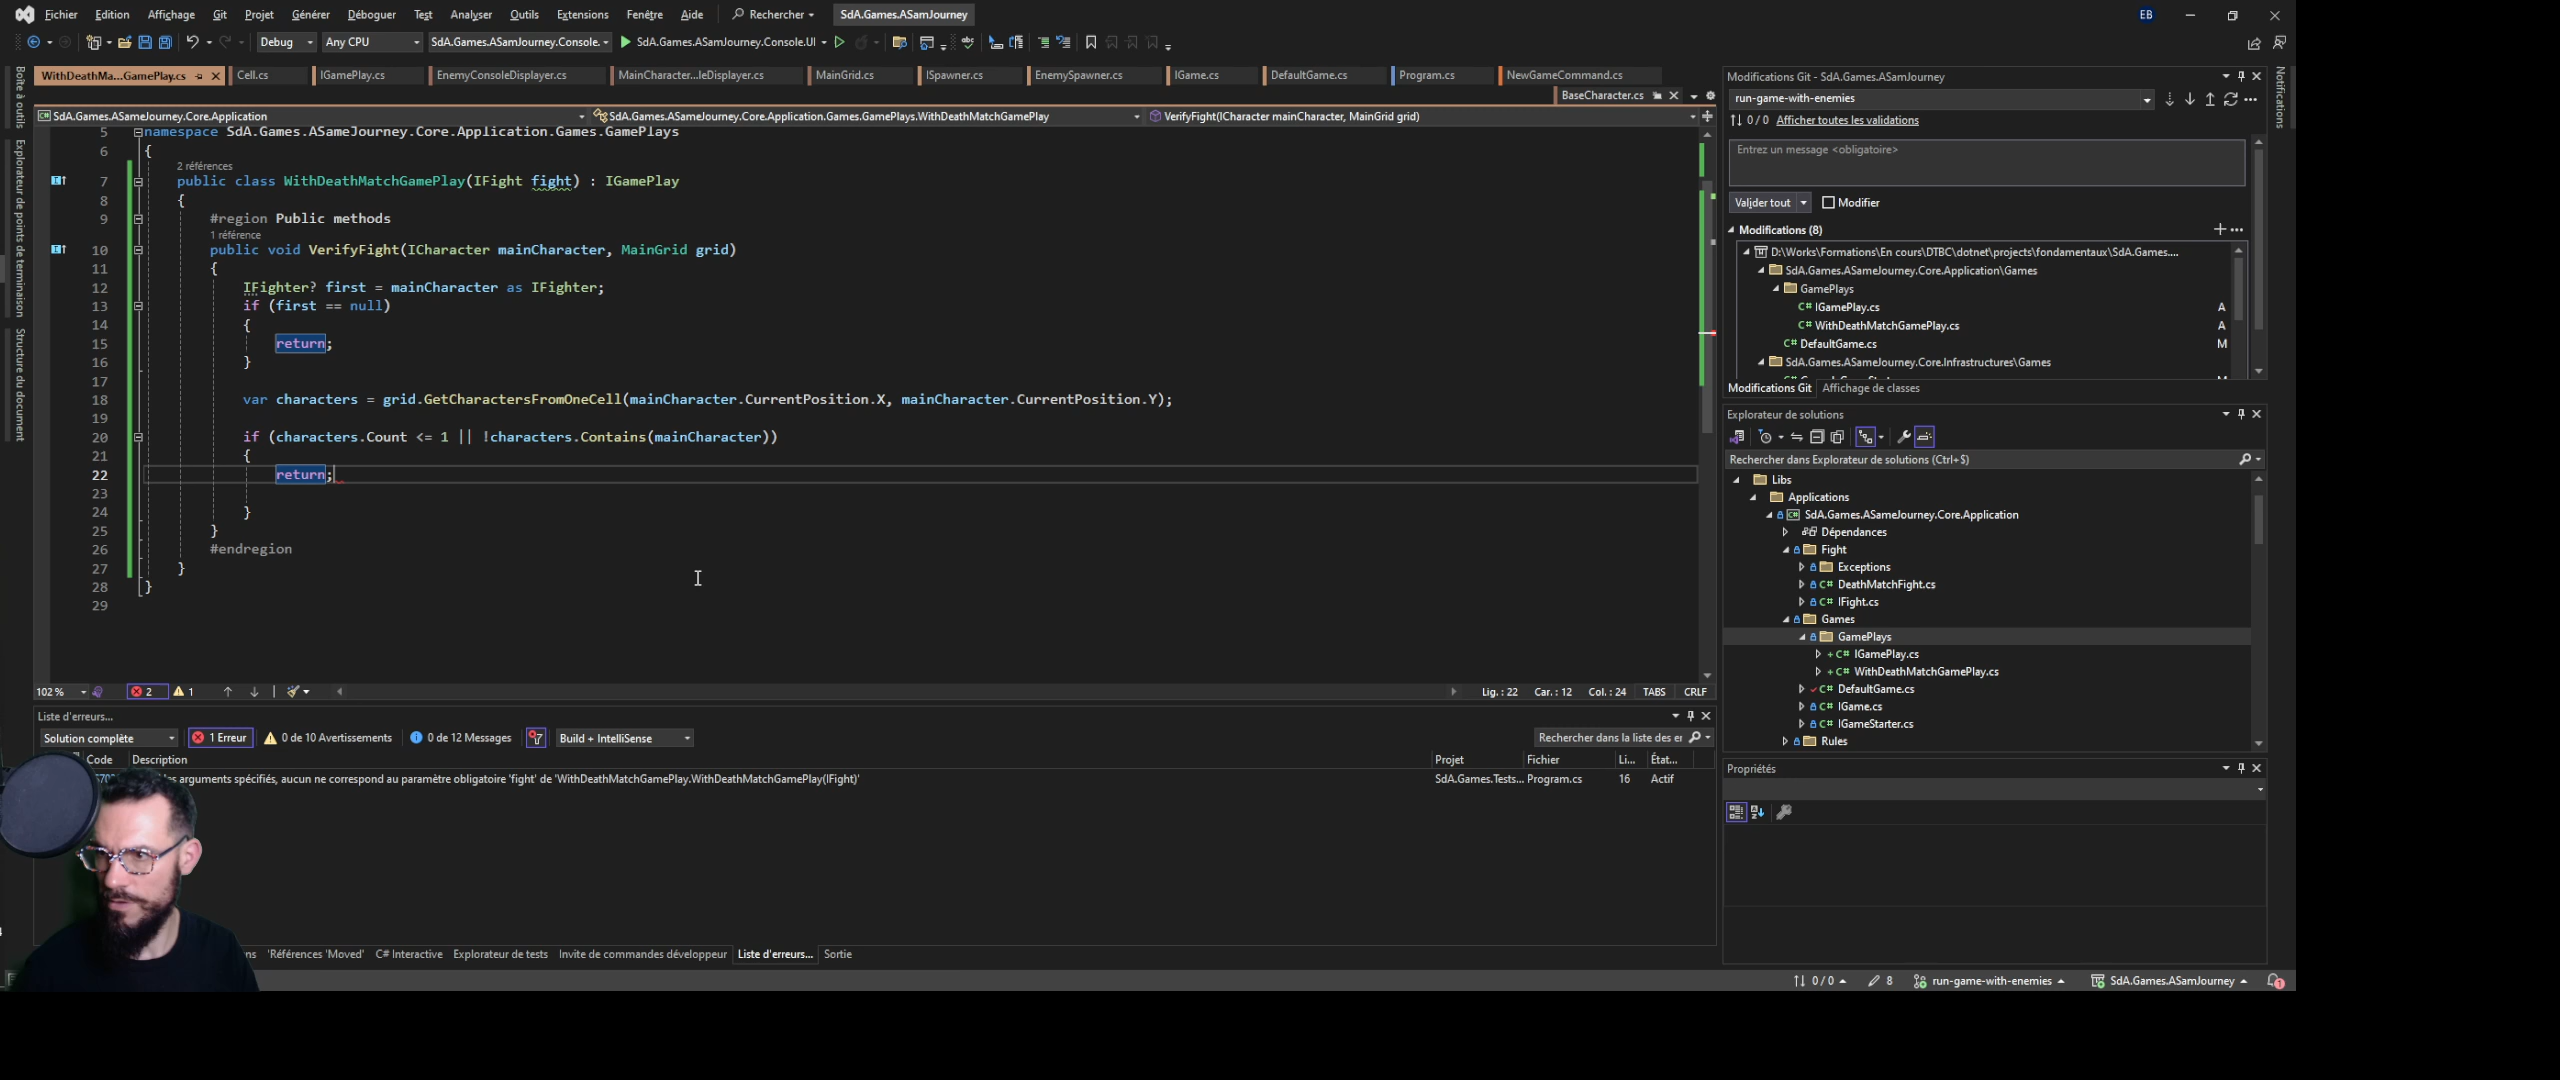 Fichier Edition Affichage Git Projet Générer Déboguer Test Analyser Outils Extensions Fenêtre Aide Rechercher SdA.Games.ASamJourney EB
Debug Any CPU SdA.Games.ASamJourney.Console. SdA.Games.ASamJourney.Console.UI
WithDeathMa...GamePlay.cs Cell.cs IGamePlay.cs EnemyConsoleDisplayer.cs MainCharacter...leDisplayer.cs MainGrid.cs ISpawner.cs EnemySpawner.cs IGame.cs DefaultGame.cs Program.cs NewGameCommand.cs
BaseCharacter.cs
SdA.Games.ASameJourney.Core.Application SdA.Games.ASameJourney.Core.Application.Games.GamePlays.WithDeathMatchGamePlay VerifyFight(ICharacter mainCharacter, MainGrid grid)
5 namespace SdA.Games.ASameJourney.Core.Application.Games.GamePlays
6 {
2 références
7 public class WithDeathMatchGamePlay(IFight fight) : IGamePlay
8 {
9 #region Public methods
1 référence
10 public void VerifyFight(ICharacter mainCharacter, MainGrid grid)
11 {
12 IFighter? first = mainCharacter as IFighter;
13 if (first == null)
14 {
15 return;
16 }
17
18 var characters = grid.GetCharactersFromOneCell(mainCharacter.CurrentPosition.X, mainCharacter.CurrentPosition.Y);
19
20 if (characters.Count <= 1 || !characters.Contains(mainCharacter))
21 {
22 return;
23
24 }
25 }
26 #endregion
27 }
28 }
29
102 % 2 1 Lig. : 22 Car. : 12 Col. : 24 TABS CRLF
Liste d'erreurs...
Solution complète 1 Erreur 0 de 10 Avertissements 0 de 12 Messages Build + IntelliSense Rechercher dans la liste des er
Code Description Projet Fichier Li... État...
arguments spécifiés, aucun ne correspond au paramètre obligatoire 'fight' de 'WithDeathMatchGamePlay.WithDeathMatchGamePlay(IFight)' SdA.Games.Tests... Program.cs 16 Actif
'Références 'Moved' C# Interactive Explorateur de tests Invite de commandes développeur Liste d'erreurs... Sortie
Boîte à outils
Explorateur de points de terminaison
Structure du document
Modifications Git - SdA.Games.ASamJourney
run-game-with-enemies
0 / 0 Afficher toutes les validations
Entrez un message <obligatoire>
Valider tout Modifier
Modifications (8)
D:\Works\Formations\En cours\DTBC\dotnet\projects\fondamentaux\SdA.Games....
SdA.Games.ASameJourney.Core.Application\Games
GamePlays
C# IGamePlay.cs A
C# WithDeathMatchGamePlay.cs A
C# DefaultGame.cs M
SdA.Games.ASameJourney.Core.Infrastructures\Games
Modifications Git Affichage de classes
Explorateur de solutions
Rechercher dans Explorateur de solutions (Ctrl+$)
Libs
Applications
SdA.Games.ASameJourney.Core.Application
Dépendances
Fight
Exceptions
C# DeathMatchFight.cs
C# IFight.cs
Games
GamePlays
+ C# IGamePlay.cs
+ C# WithDeathMatchGamePlay.cs
C# DefaultGame.cs
C# IGame.cs
C# IGameStarter.cs
Rules
Propriétés
Notifications
0 / 0 8 run-game-with-enemies SdA.Games.ASamJourney 1